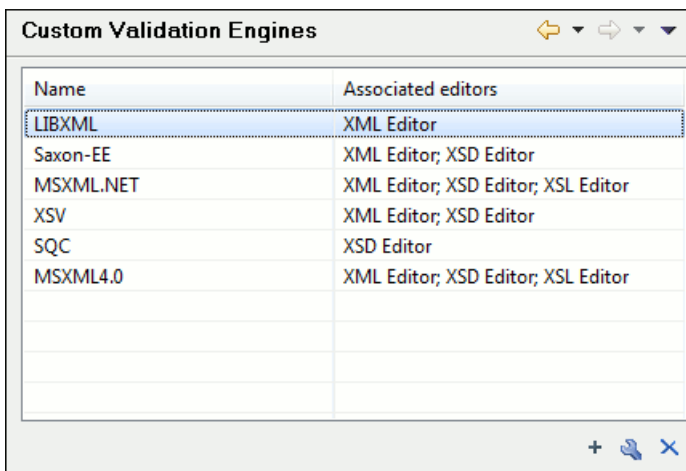 Custom Validation Engines
Name Associated editors
LIBXML XML Editor
Saxon-EE XML Editor; XSD Editor
MSXML.NET XML Editor; XSD Editor; XSL Editor
XSV XML Editor; XSD Editor
SQC XSD Editor
MSXML4.0 XML Editor; XSD Editor; XSL Editor